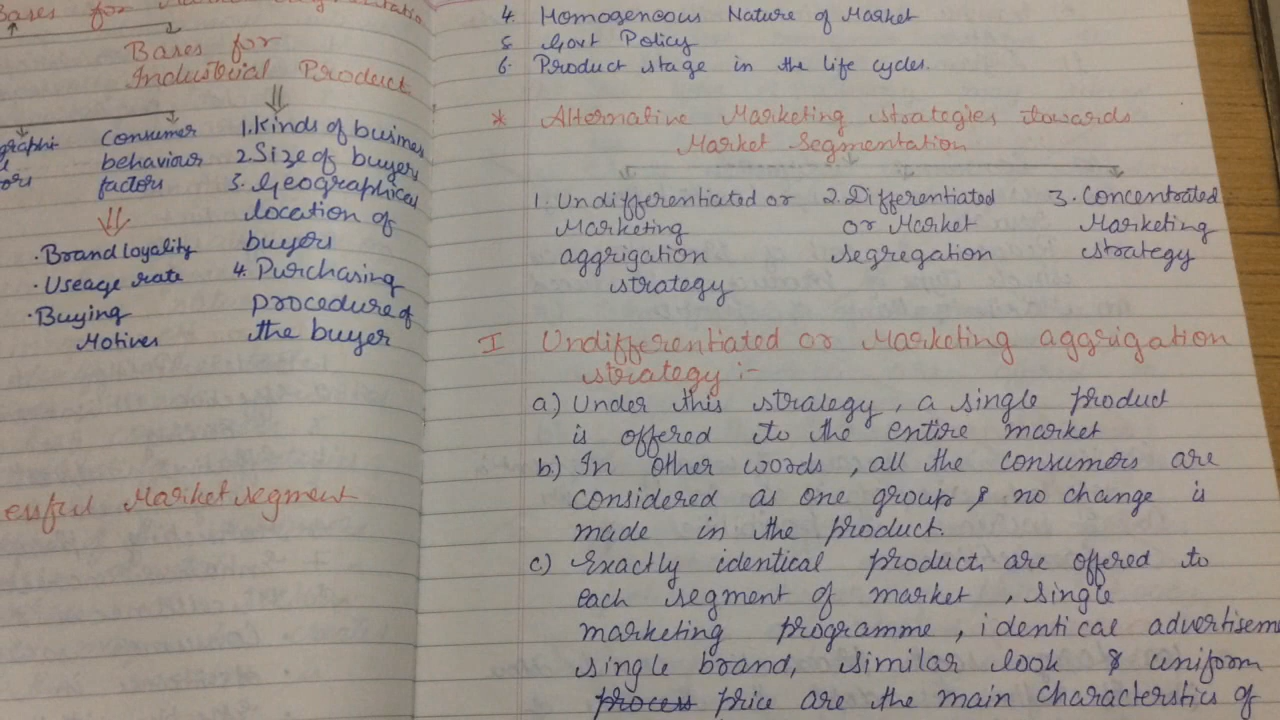 Bases for
Bases for
Industrial Product
Consumer
behaviour
factors
· Brand loyality
· Useage rate
· Buying
Motives
1. Kinds of busines
2. Size of buyers
3. Geographical
location of
buyers
4. Purchasing
procedure of
the buyer
essful Market segment
4. Homogeneous Nature of Market
5 Govt Policy
6. Product stage in the life cycles.
* Alternative Marketing strategies towards
Market Segmentation
1. Undifferentiated or
Marketing
aggrigation
strategy
2. Differentiated
or Market
segregation
3. Concentrated
Marketing
strategy
I Undifferentiated or Marketing aggrigation
strategy :-
a) Under this strategy, a single product
is offered to the entire market
b) In other words, all the consumers are
considered as one group & no change is
made in the product.
c) Exactly identical products are offered to
each segment of market, single
marketing programme, identical advertisem
single brand, similar look & uniform
process price are the main characterstics of